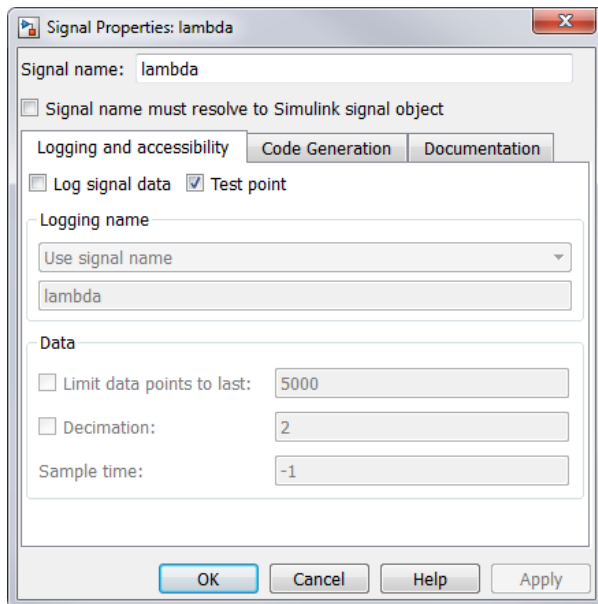 Signal Properties: lambda
Signal name: lambda
Signal name must resolve to Simulink signal object
Logging and accessibility Code Generation Documentation
Log signal data Test point
Logging name
Use signal name
lambda
Data
Limit data points to last: 5000
Decimation: 2
Sample time: -1
OK Cancel Help Apply